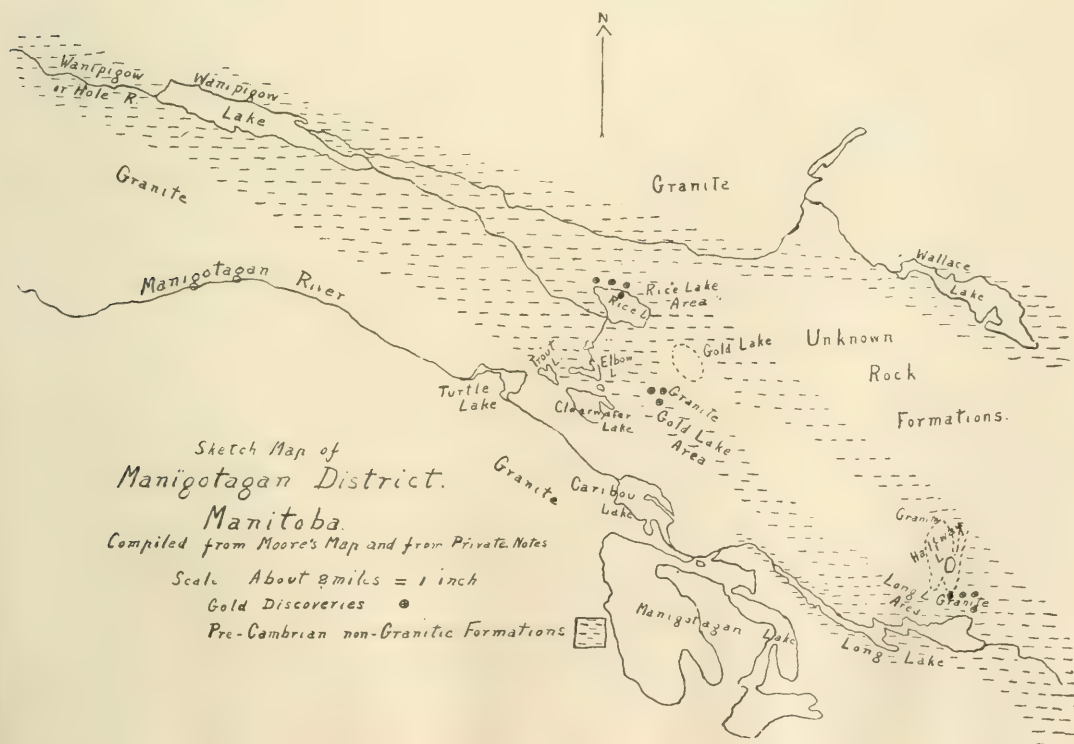 N
Wanipigow
or Hole R.
Wanipigow
Lake
Granite
Granite
Manigotagan River
Wallace
Lake
Rice Lake
Area
Rice L
Gold Lake
Unknown
Rock
Formations.
Trout
L
Elbow
L
Turtle
Lake
Clearwater
Lake
Granite
Gold Lake
Area
Granite
Caribou
Lake
Sketch Map of
Manigotagan District.
Manitoba.
Compiled from Moore's Map and from Private Notes
Scale About 8 miles = 1 inch
Gold Discoveries
Pre-Cambrian non-Granitic Formations
Manigotagan Lake
Granite
L
Long L
Area
Granite
Long Lake